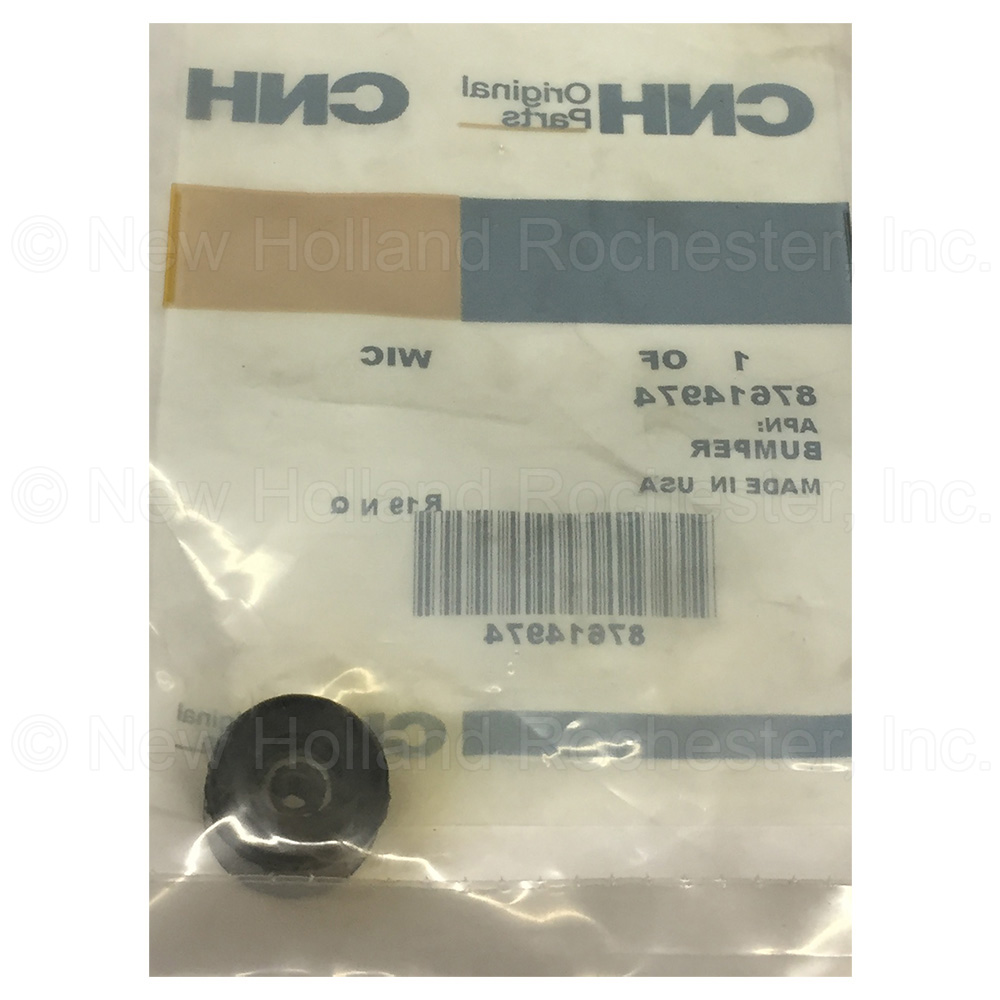 CNH Original Parts CNH
© New Holland Rochester, Inc.
1 OF WIC
87614974
APN:
BUMPER
MADE IN USA
© New Holland Rochester, Inc.
R19 N Q
87614974
© New Holland Rochester, Inc.
CNH Original